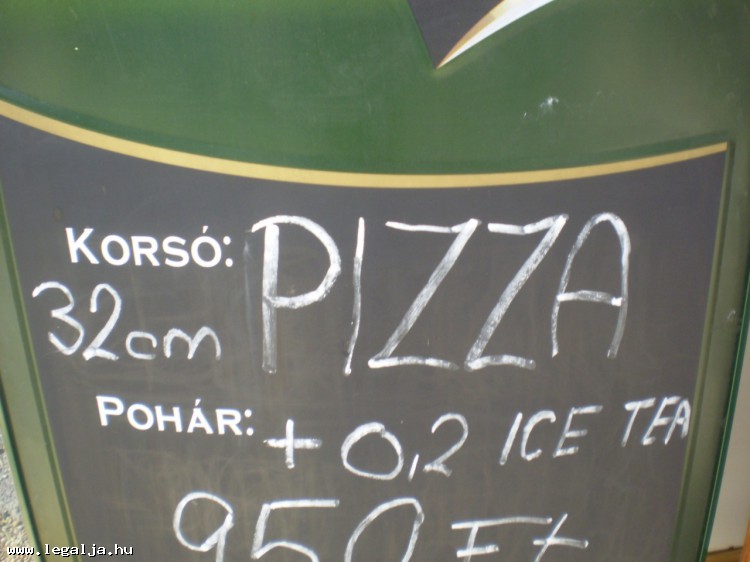 KORSÓ: PIZZA
32cm
POHÁR: + 0,2 ICE TEA
950 Ft
www.legalja.hu